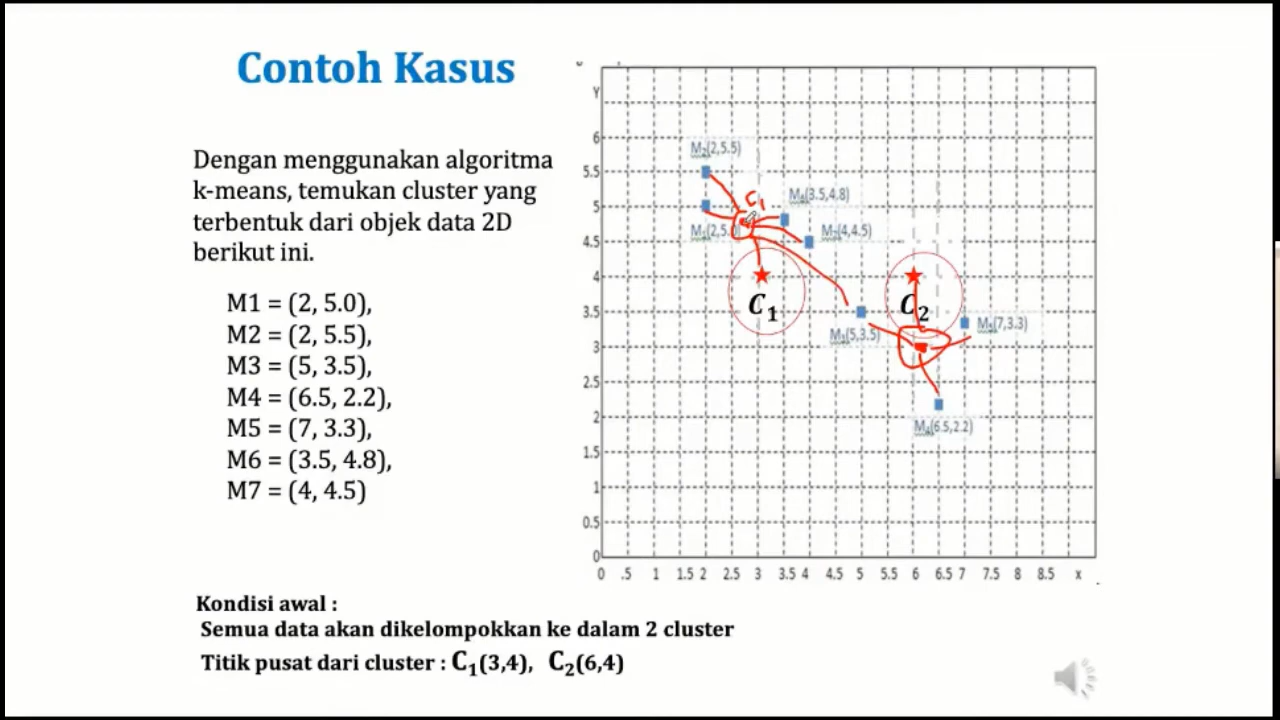 Contoh Kasus
Dengan menggunakan algoritma
k-means, temukan cluster yang
terbentuk dari objek data 2D
berikut ini.
M1 = (2, 5.0),
M2 = (2, 5.5),
M3 = (5, 3.5),
M4 = (6.5, 2.2),
M5 = (7, 3.3),
M6 = (3.5, 4.8),
M7 = (4, 4.5)
Y
6
5.5
5
4.5
4
3.5
3
2.5
2
1.5
1
0.5
0
0 .5 1 1.5 2 2.5 3 3.5 4 4.5 5 5.5 6 6.5 7 7.5 8 8.5 x
M₂(2,5.5)
C₁
M₆(3.5,4.8)
M₁(2,5.0)
M₇(4,4.5)
C₁
C₂
M₃(5,3.5)
M₅(7,3.3)
M₄(6.5,2.2)
Kondisi awal :
Semua data akan dikelompokkan ke dalam 2 cluster
Titik pusat dari cluster : C₁(3,4), C₂(6,4)